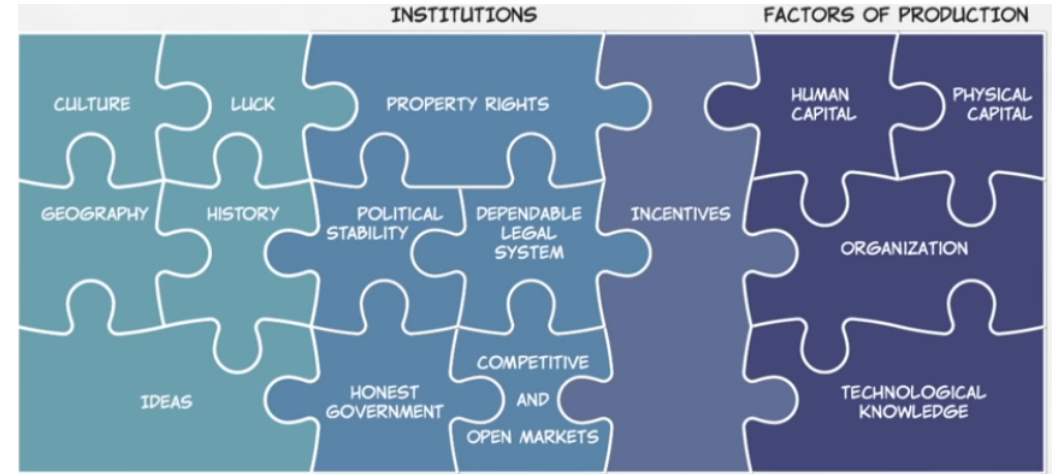 INSTITUTIONS
FACTORS OF PRODUCTION
CULTURE
LUCK
PROPERTY RIGHTS
HUMAN
CAPITAL
PHYSICAL
CAPITAL
GEOGRAPHY
HISTORY
POLITICAL
STABILITY
DEPENDABLE
LEGAL
SYSTEM
INCENTIVES
ORGANIZATION
IDEAS
HONEST
GOVERNMENT
COMPETITIVE
AND
OPEN MARKETS
TECHNOLOGICAL
KNOWLEDGE